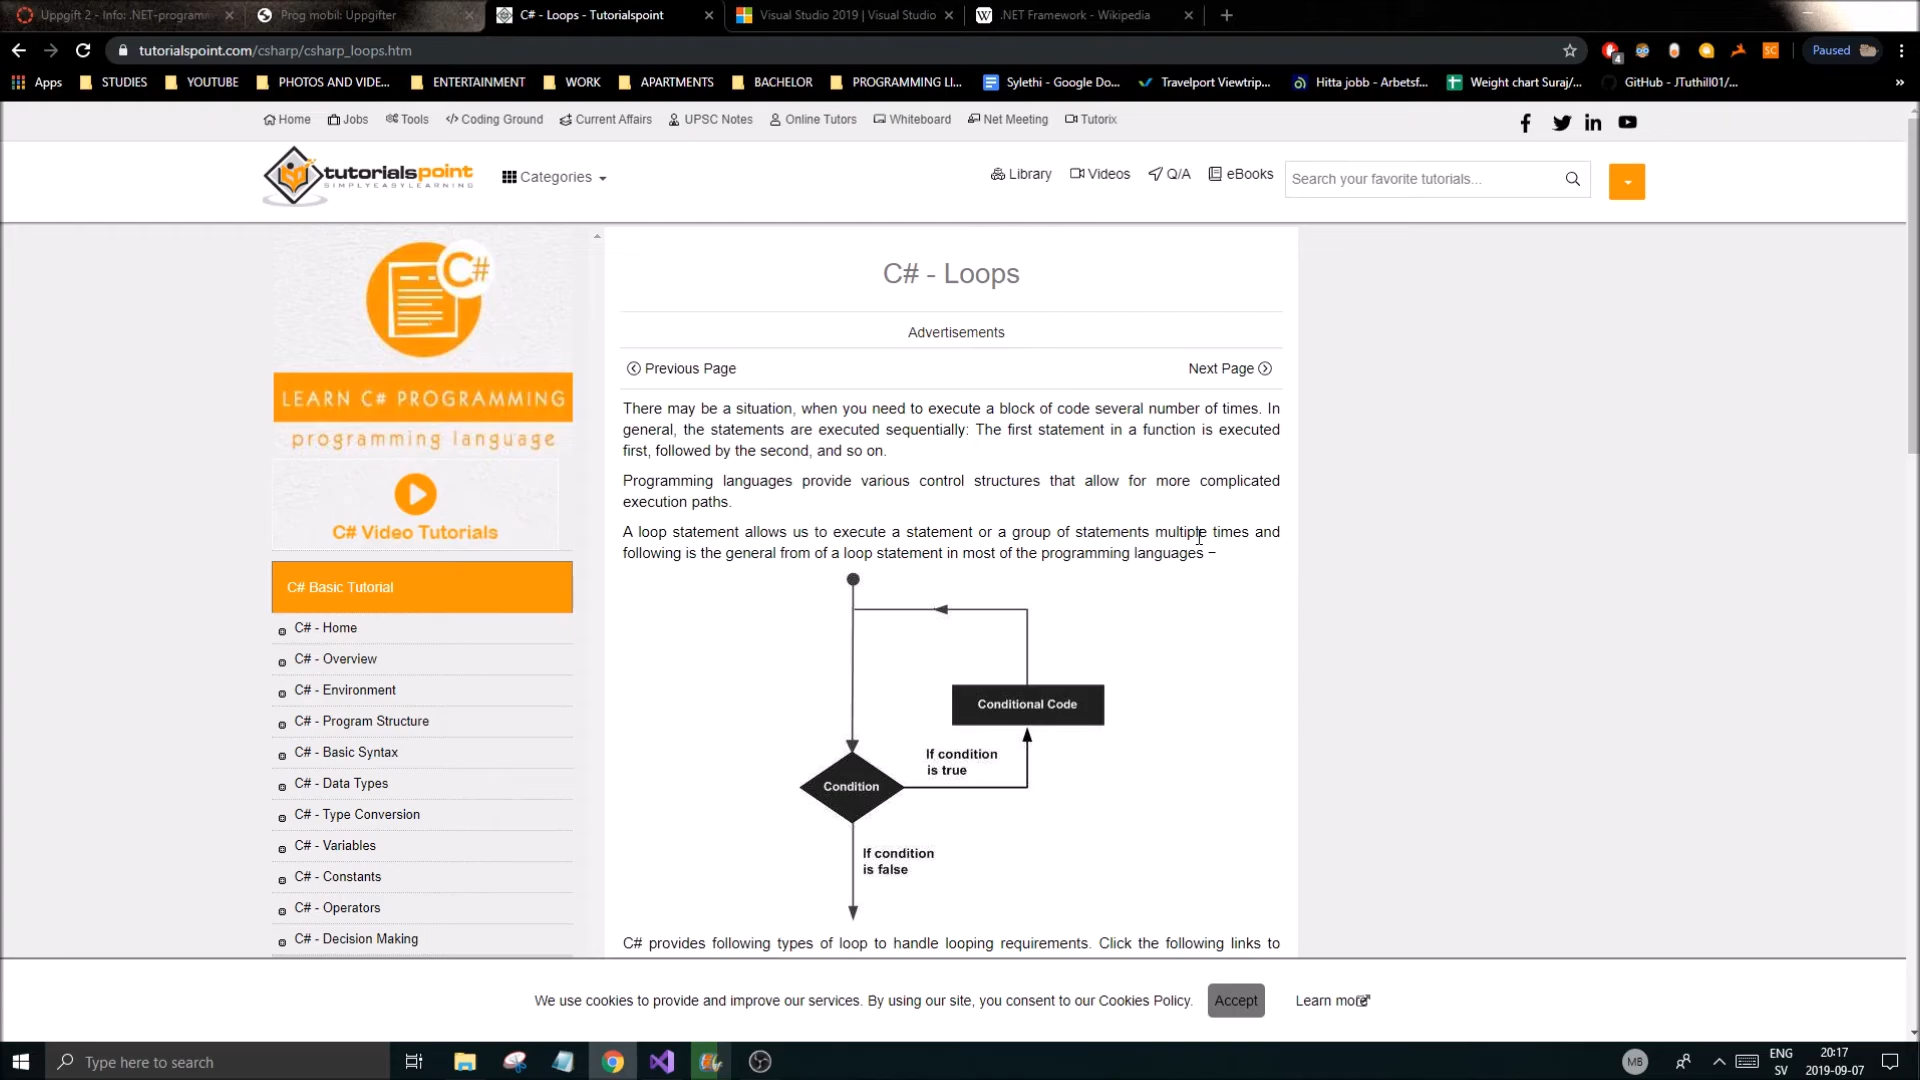 Uppgift 2 - Info: .NET-programm
Prog mobil: Uppgifter
C# - Loops - Tutorialspoint
Visual Studio 2019 | Visual Studio
.NET Framework - Wikipedia
tutorialspoint.com/csharp/csharp_loops.htm
4
SC
Paused
Apps
STUDIES
YOUTUBE
PHOTOS AND VIDE...
ENTERTAINMENT
WORK
APARTMENTS
BACHELOR
PROGRAMMING LI...
Sylethi - Google Do...
Travelport Viewtrip...
Hitta jobb - Arbetsf...
Weight chart Suraj/...
GitHub - JTuthill01/...
»
Home
Jobs
Tools
Coding Ground
Current Affairs
UPSC Notes
Online Tutors
Whiteboard
Net Meeting
Tutorix
tutorialspoint
SIMPLYEASYLEARNING
Categories
Library
Videos
Q/A
eBooks
Search your favorite tutorials...
C#
LEARN C# PROGRAMMING
programming language
C# Video Tutorials
C# Basic Tutorial
C# - Home
C# - Overview
C# - Environment
C# - Program Structure
C# - Basic Syntax
C# - Data Types
C# - Type Conversion
C# - Variables
C# - Constants
C# - Operators
C# - Decision Making
C# - Loops
Advertisements
Previous Page
Next Page
There may be a situation, when you need to execute a block of code several number of times. In
general, the statements are executed sequentially: The first statement in a function is executed
first, followed by the second, and so on.
Programming languages provide various control structures that allow for more complicated
execution paths.
A loop statement allows us to execute a statement or a group of statements multiple times and
following is the general from of a loop statement in most of the programming languages −
Conditional Code
If condition
is true
Condition
If condition
is false
C# provides following types of loop to handle looping requirements. Click the following links to
We use cookies to provide and improve our services. By using our site, you consent to our Cookies Policy.
Accept
Learn mo
Type here to search
MB
ENG
SV
20:17
2019-09-07